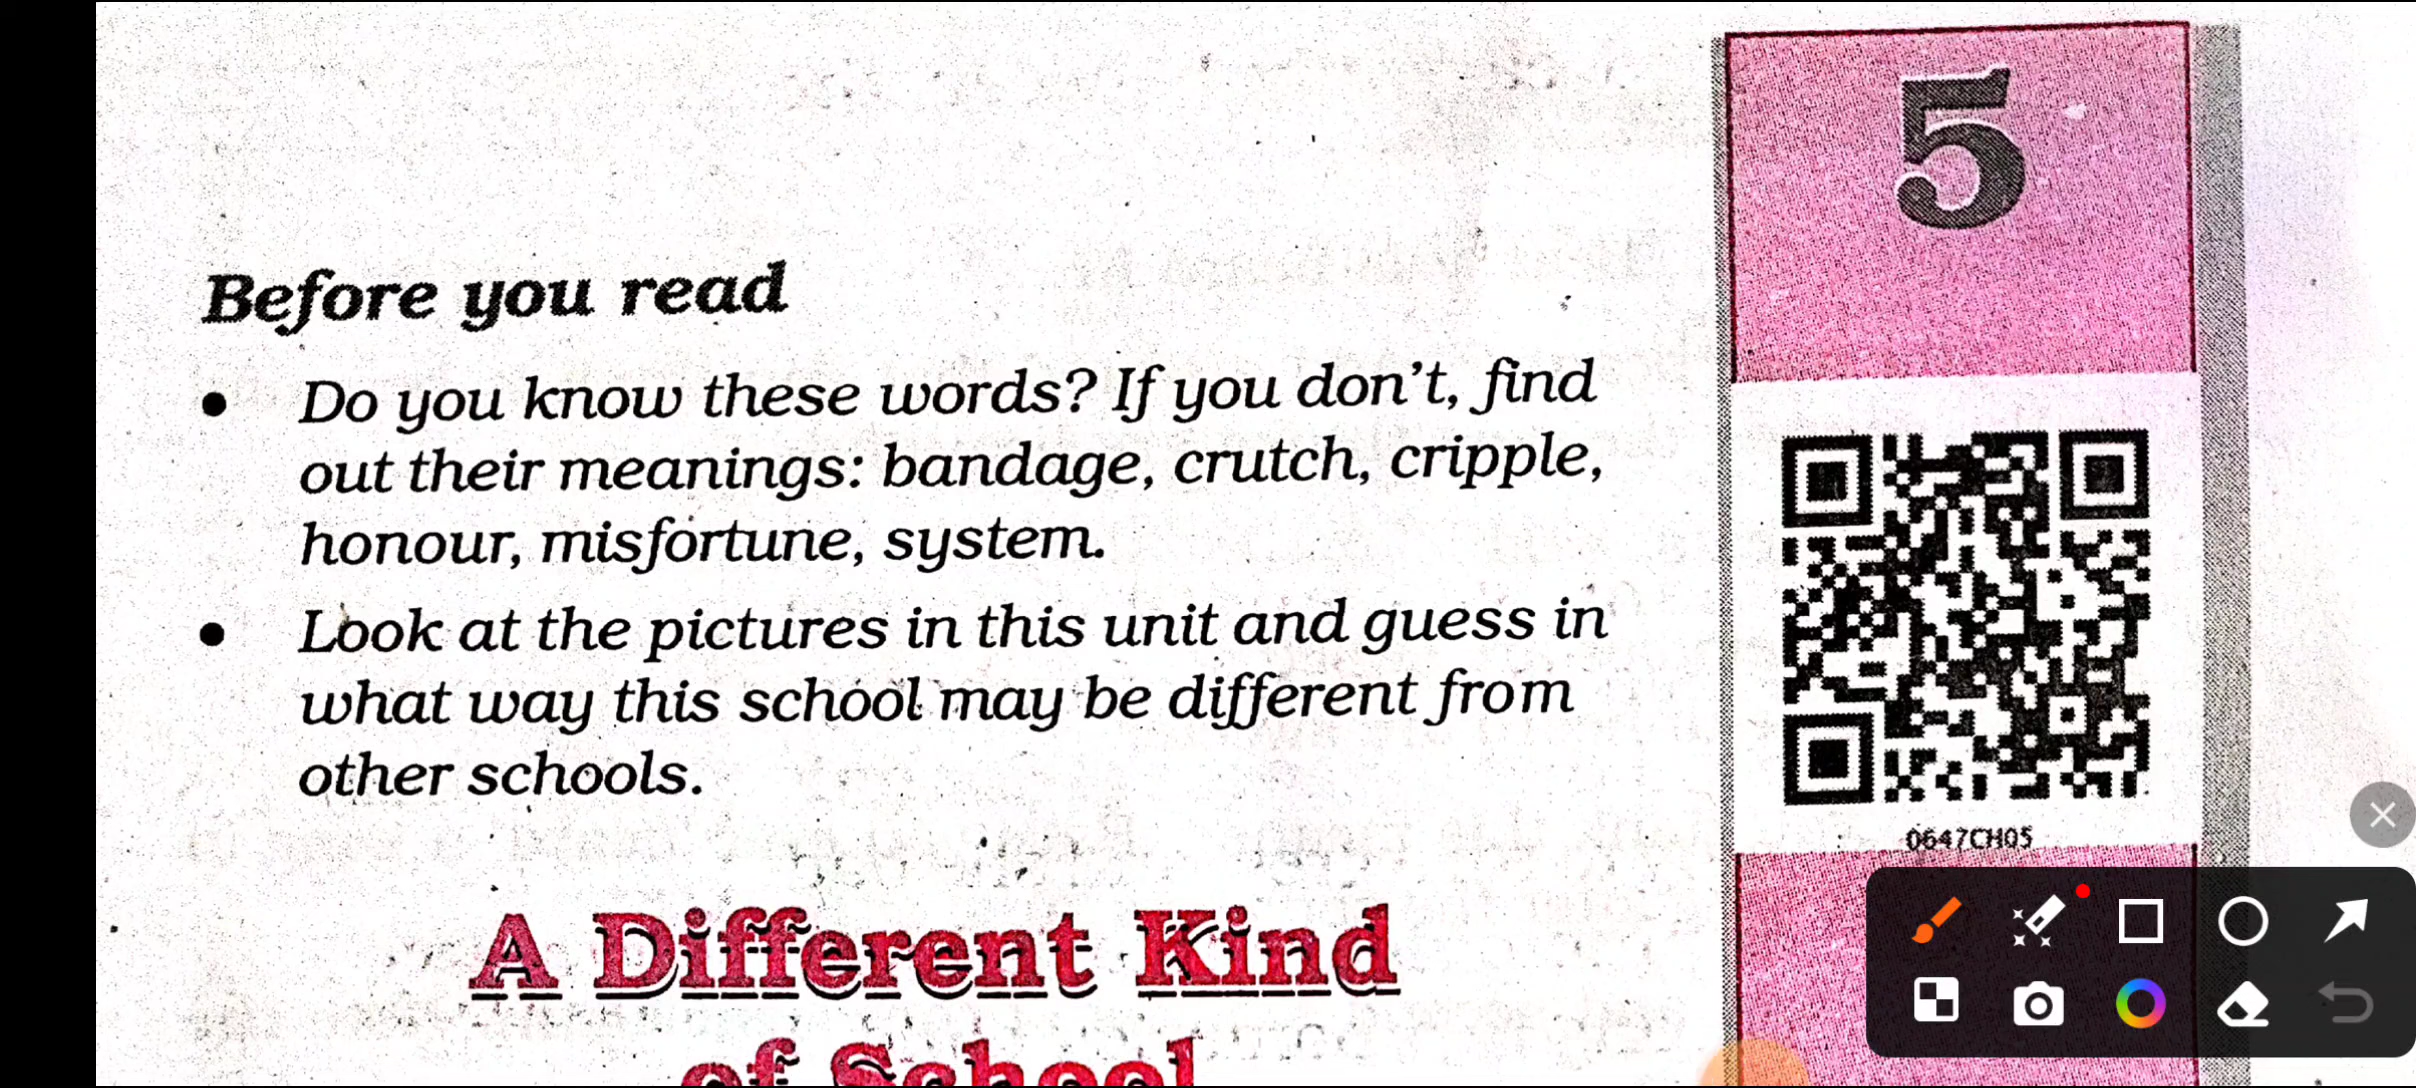 5
Before you read
• Do you know these words? If you don't, find
out their meanings: bandage, crutch, cripple,
honour, misfortune, system.
• Look at the pictures in this unit and guess in
what way this school may be different from
other schools.
0647CH05
A Different Kind
of School